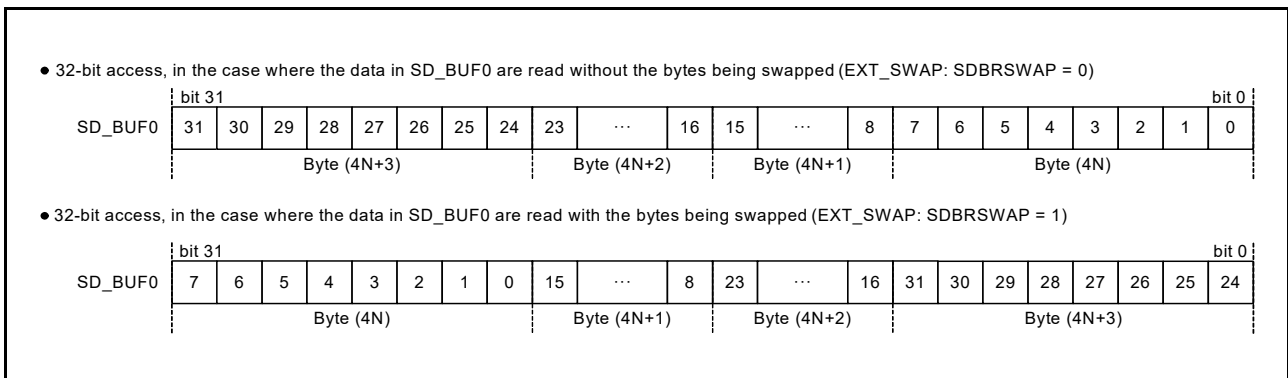 ● 32-bit access, in the case where the data in SD_BUF0 are read without the bytes being swapped (EXT_SWAP: SDBRSWAP = 0)
bit 31 bit 0
SD_BUF0 31 30 29 28 27 26 25 24 23 ··· 16 15 ··· 8 7 6 5 4 3 2 1 0
Byte (4N+3) Byte (4N+2) Byte (4N+1) Byte (4N)
● 32-bit access, in the case where the data in SD_BUF0 are read with the bytes being swapped (EXT_SWAP: SDBRSWAP = 1)
bit 31 bit 0
SD_BUF0 7 6 5 4 3 2 1 0 15 ··· 8 23 ··· 16 31 30 29 28 27 26 25 24
Byte (4N) Byte (4N+1) Byte (4N+2) Byte (4N+3)